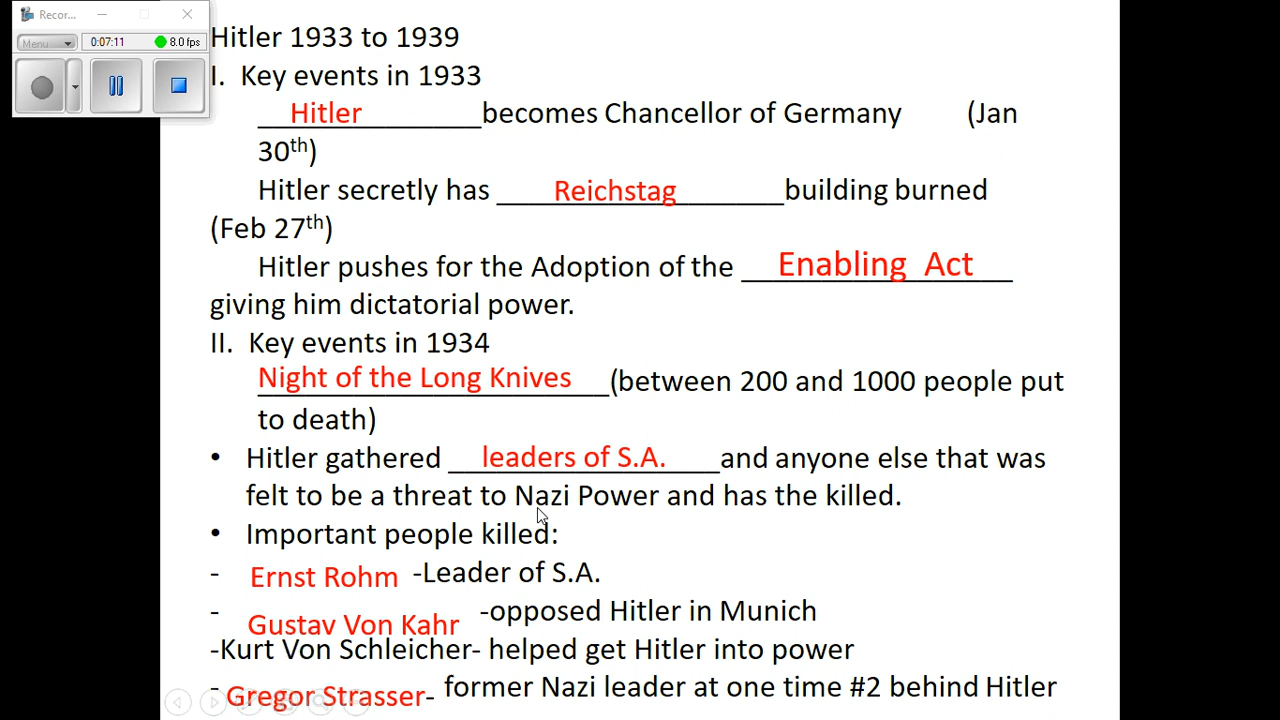 Recor...
Menu 0:07:11 8.0 fps
Hitler 1933 to 1939
I. Key events in 1933
Hitler becomes Chancellor of Germany (Jan
30th)
Hitler secretly has Reichstag building burned
(Feb 27th)
Hitler pushes for the Adoption of the Enabling Act
giving him dictatorial power.
II. Key events in 1934
Night of the Long Knives (between 200 and 1000 people put
to death)
• Hitler gathered leaders of S.A. and anyone else that was
felt to be a threat to Nazi Power and has the killed.
• Important people killed:
- Ernst Rohm -Leader of S.A.
- Gustav Von Kahr -opposed Hitler in Munich
-Kurt Von Schleicher- helped get Hitler into power
- Gregor Strasser- former Nazi leader at one time #2 behind Hitler